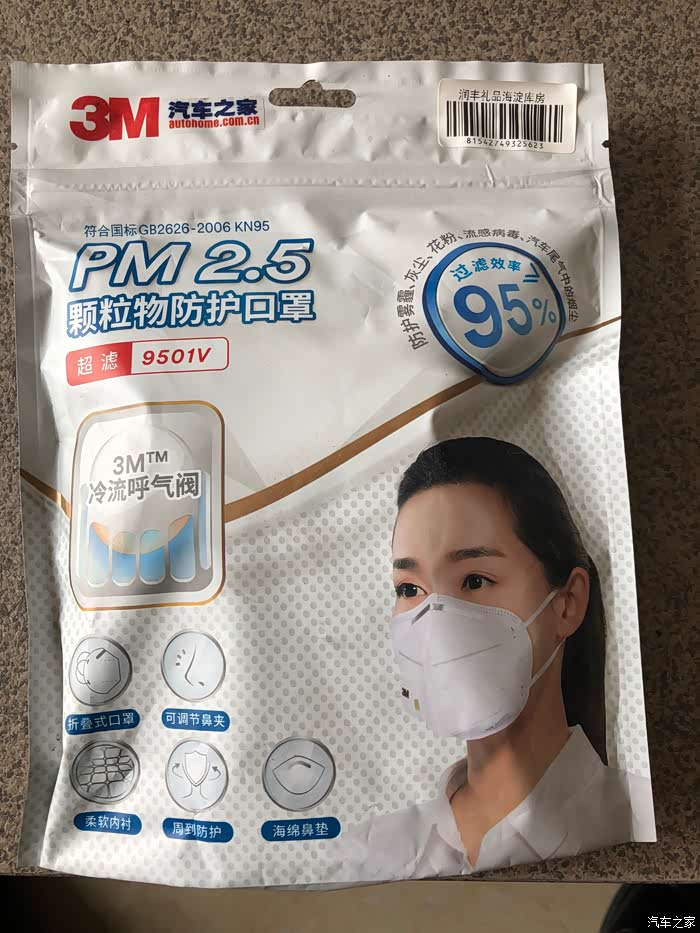 3M
汽车之家
autohome.com.cn
润丰礼品海淀库房
81542749325623
符合国标GB2626-2006 KN95
PM 2.5
颗粒物防护口罩
超滤 9501V
防护雾霾、灰尘、花粉、流感病毒、汽车尾气中的烟尘
过滤效率≥
95%
3M™
冷流呼气阀
折叠式口罩
可调节鼻夹
柔软内衬
周到防护
海绵鼻垫
汽车之家